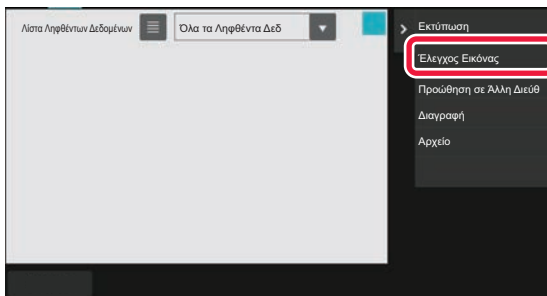 Λίστα Ληφθέντων Δεδομένων
Όλα τα Ληφθέντα Δεδ
Εκτύπωση
Έλεγχος Εικόνας
Προώθηση σε Άλλη Διεύθ
Διαγραφή
Αρχείο